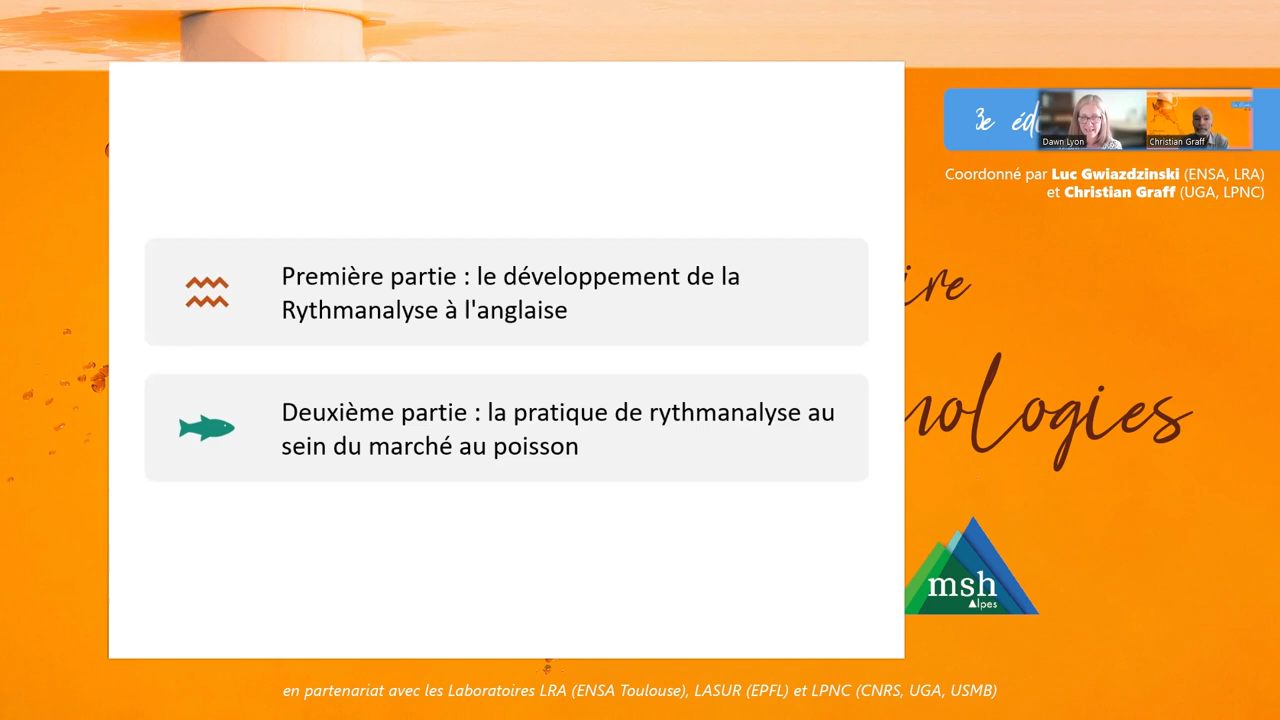 3e
Dawn Lyon
Christian Graff
Coordonné par Luc Gwiazdzinski (ENSA, LRA)
et Christian Graff (UGA, LPNC)
Première partie : le développement de la
Rythmanalyse à l'anglaise
Deuxième partie : la pratique de rythmanalyse au
sein du marché au poisson
msh
Alpes
en partenariat avec les Laboratoires LRA (ENSA Toulouse), LASUR (EPFL) et LPNC (CNRS, UGA, USMB)